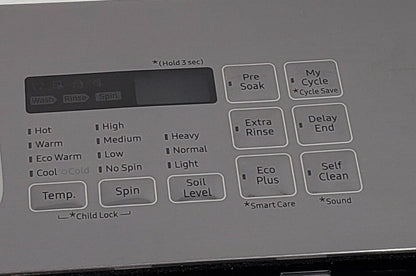 *(Hold 3 sec)
Wash Rinse Spin
Pre
Soak
My
Cycle
*Cycle Save
Hot
Warm
Eco Warm
Cool Cold
High
Medium
Low
No Spin
Heavy
Normal
Light
Extra
Rinse
Delay
End
Temp.
Spin
Soil
Level
Eco
Plus
Self
Clean
*Child Lock
*Smart Care
*Sound